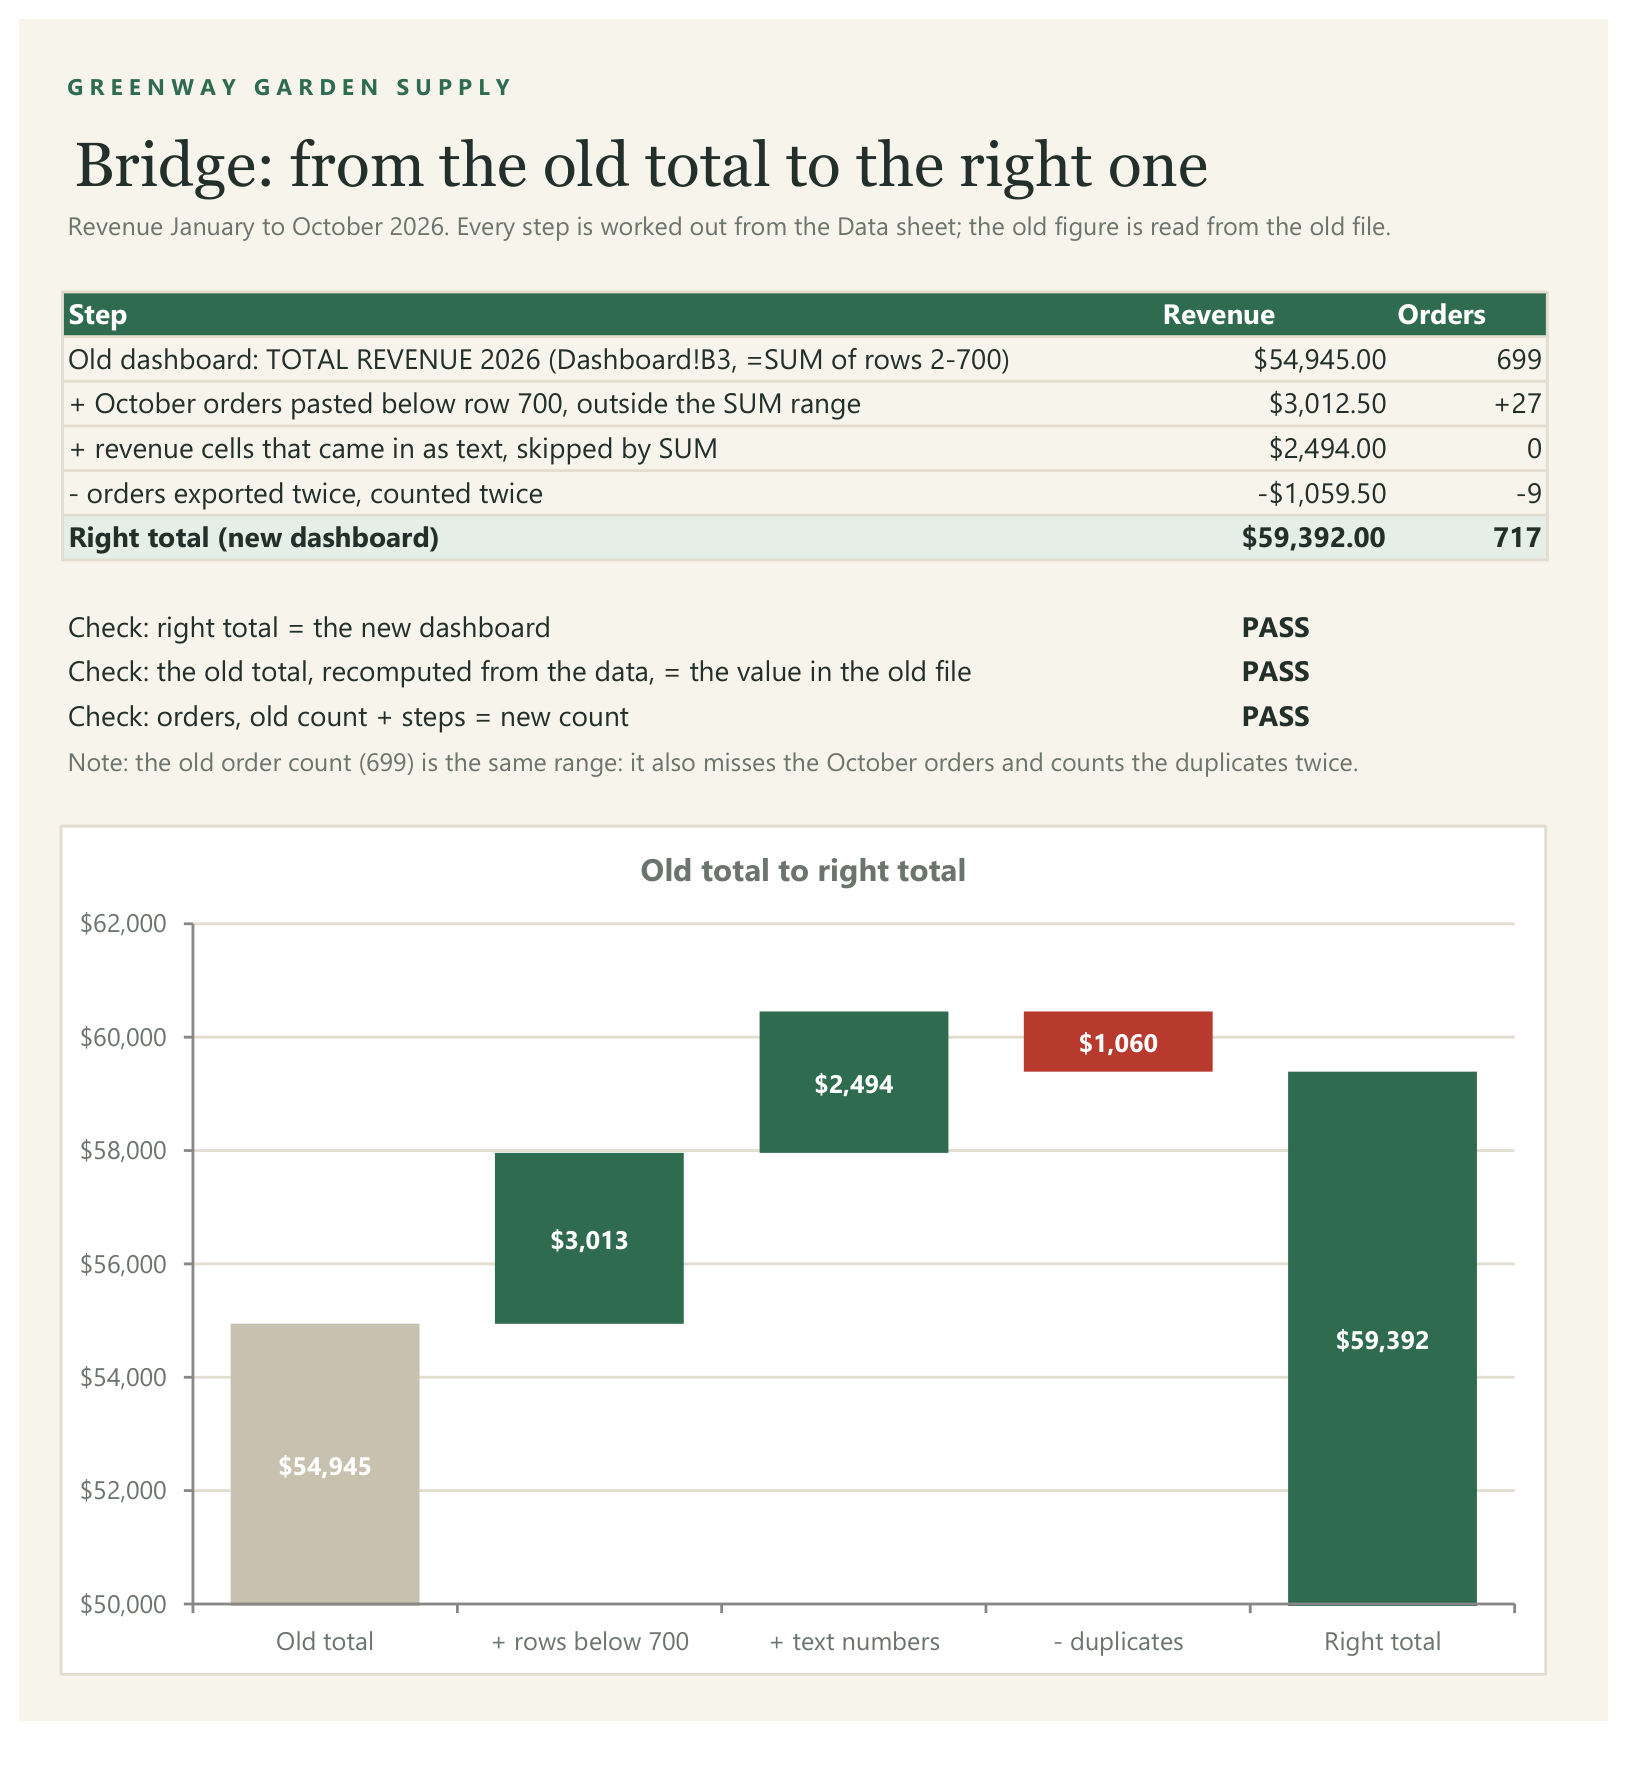 GREENWAY GARDEN SUPPLY
Bridge: from the old total to the right one
Revenue January to October 2026. Every step is worked out from the Data sheet; the old figure is read from the old file.
Step Revenue Orders
Old dashboard: TOTAL REVENUE 2026 (Dashboard!B3, =SUM of rows 2-700) $54,945.00 699
+ October orders pasted below row 700, outside the SUM range $3,012.50 +27
+ revenue cells that came in as text, skipped by SUM $2,494.00 0
- orders exported twice, counted twice -$1,059.50 -9
Right total (new dashboard) $59,392.00 717
Check: right total = the new dashboard PASS
Check: the old total, recomputed from the data, = the value in the old file PASS
Check: orders, old count + steps = new count PASS
Note: the old order count (699) is the same range: it also misses the October orders and counts the duplicates twice.
Old total to right total
$62,000
$60,000
$58,000
$56,000
$54,000
$52,000
$50,000
$54,945
$3,013
$2,494
$1,060
$59,392
Old total + rows below 700 + text numbers - duplicates Right total